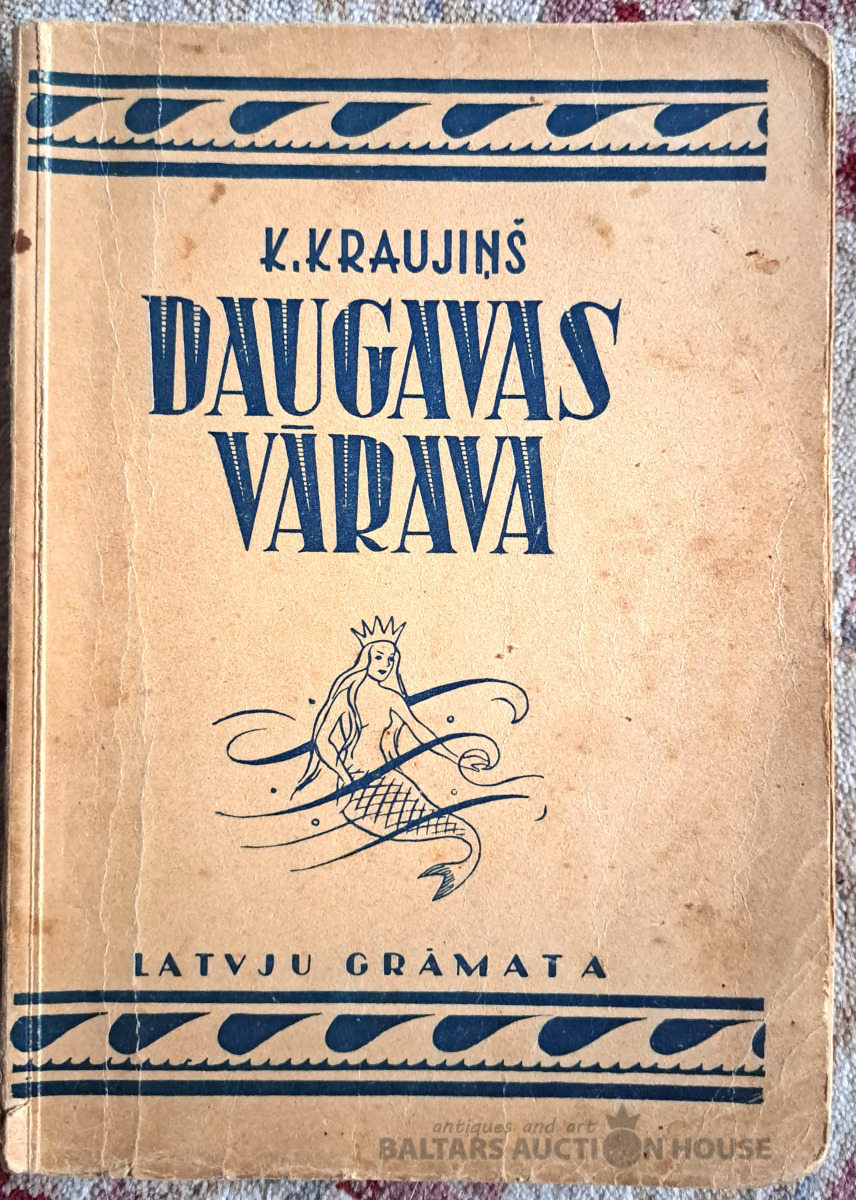 K. KRAUJIŅŠ
DAUGAVAS
VĀRAVA
LATVJU GRĀMATA
antiques and art
BALTARS AUCTION HOUSE